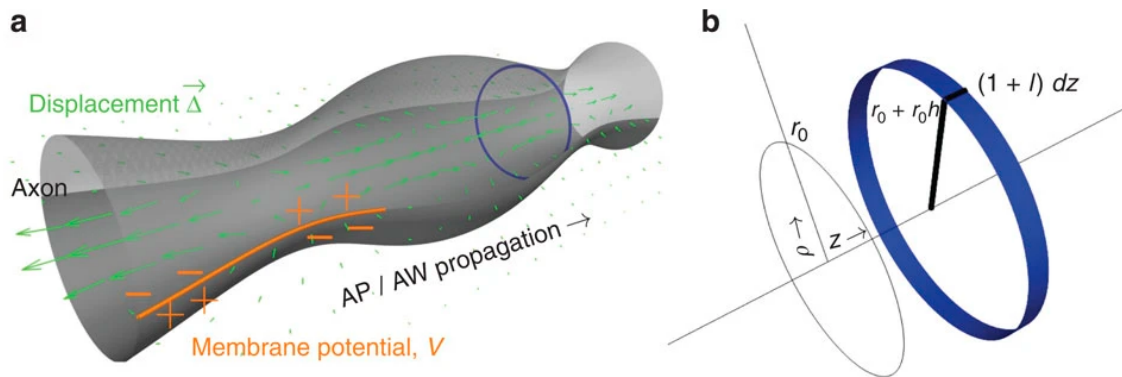 a
Displacement Δ⃗
Axon
+ +
− −
− −
+ +
AP / AW propagation →
Membrane potential, V
b
(1 + l) dz
r₀ + r₀h
r₀
z →
ρ →